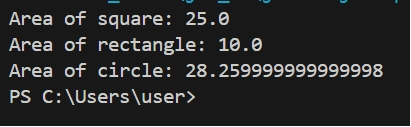 Area of square: 25.0
Area of rectangle: 10.0
Area of circle: 28.259999999999998
PS C:\Users\user>